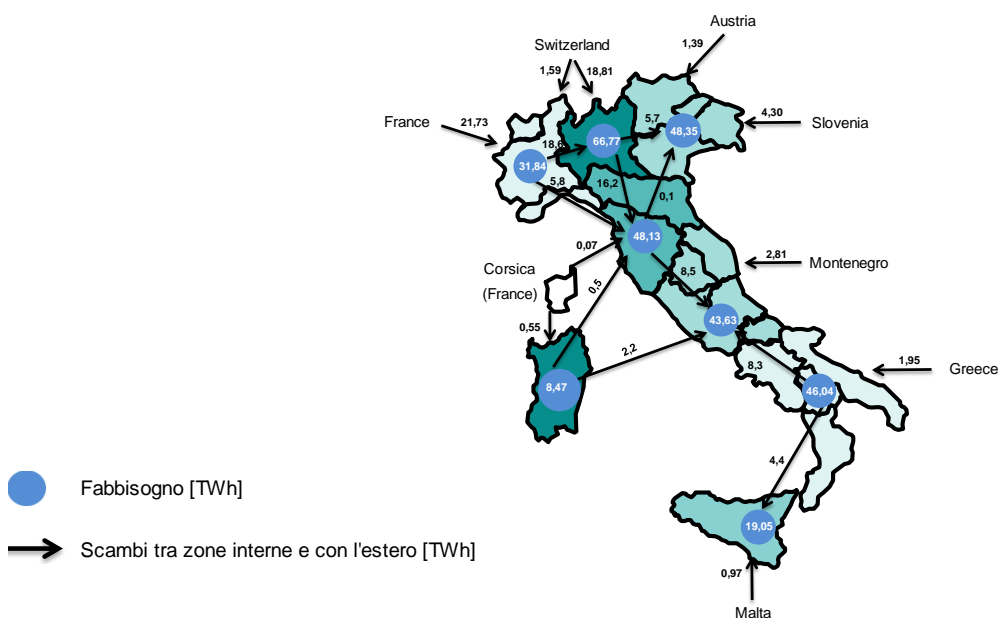 Austria
1,39
Switzerland
1,59
18,81
France
21,73
4,30
Slovenia
5,7
48,35
66,77
18,6
31,84
5,8
16,2
0,1
48,13
0,07
Corsica
(France)
8,5
2,81
Montenegro
0,5
43,63
0,55
2,2
8,3
1,95
Greece
8,47
46,04
4,4
Fabbisogno [TWh]
19,05
Scambi tra zone interne e con l'estero [TWh]
0,97
Malta